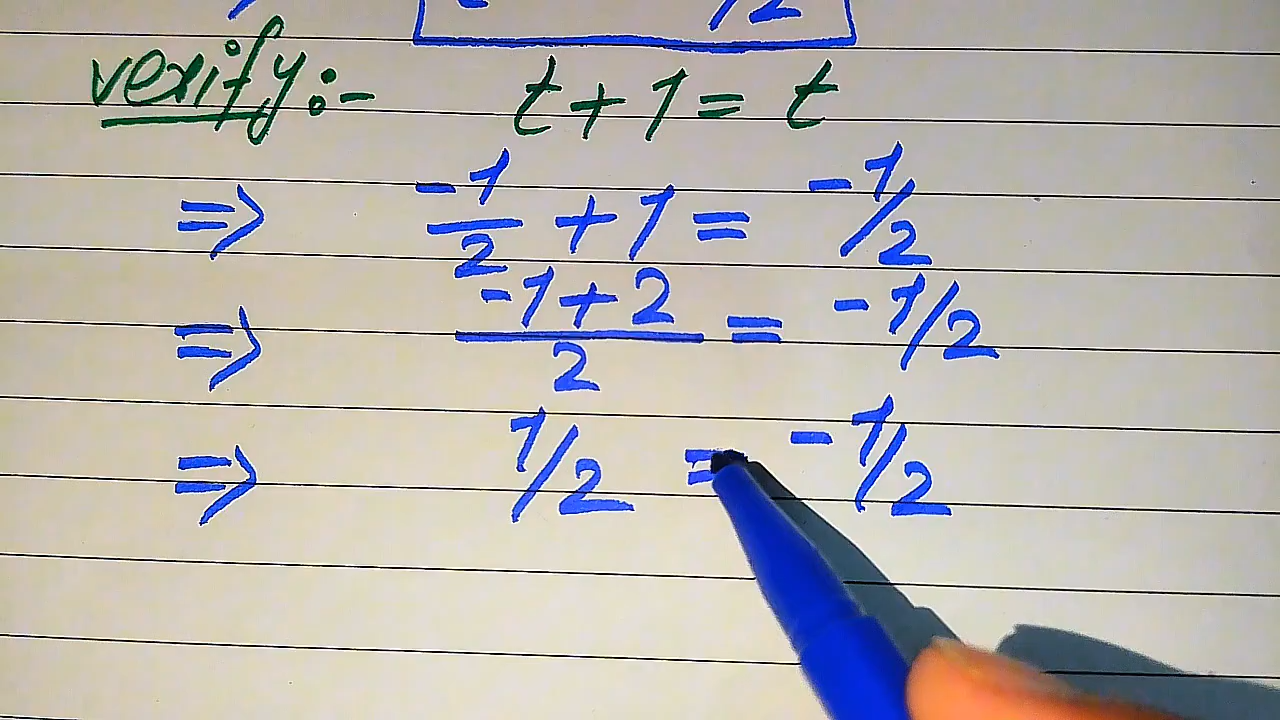 verify:- t + 1 = t
=> -1/2 + 1 = -1/2
=> -1+2/2 = -1/2
=> 1/2 = -1/2